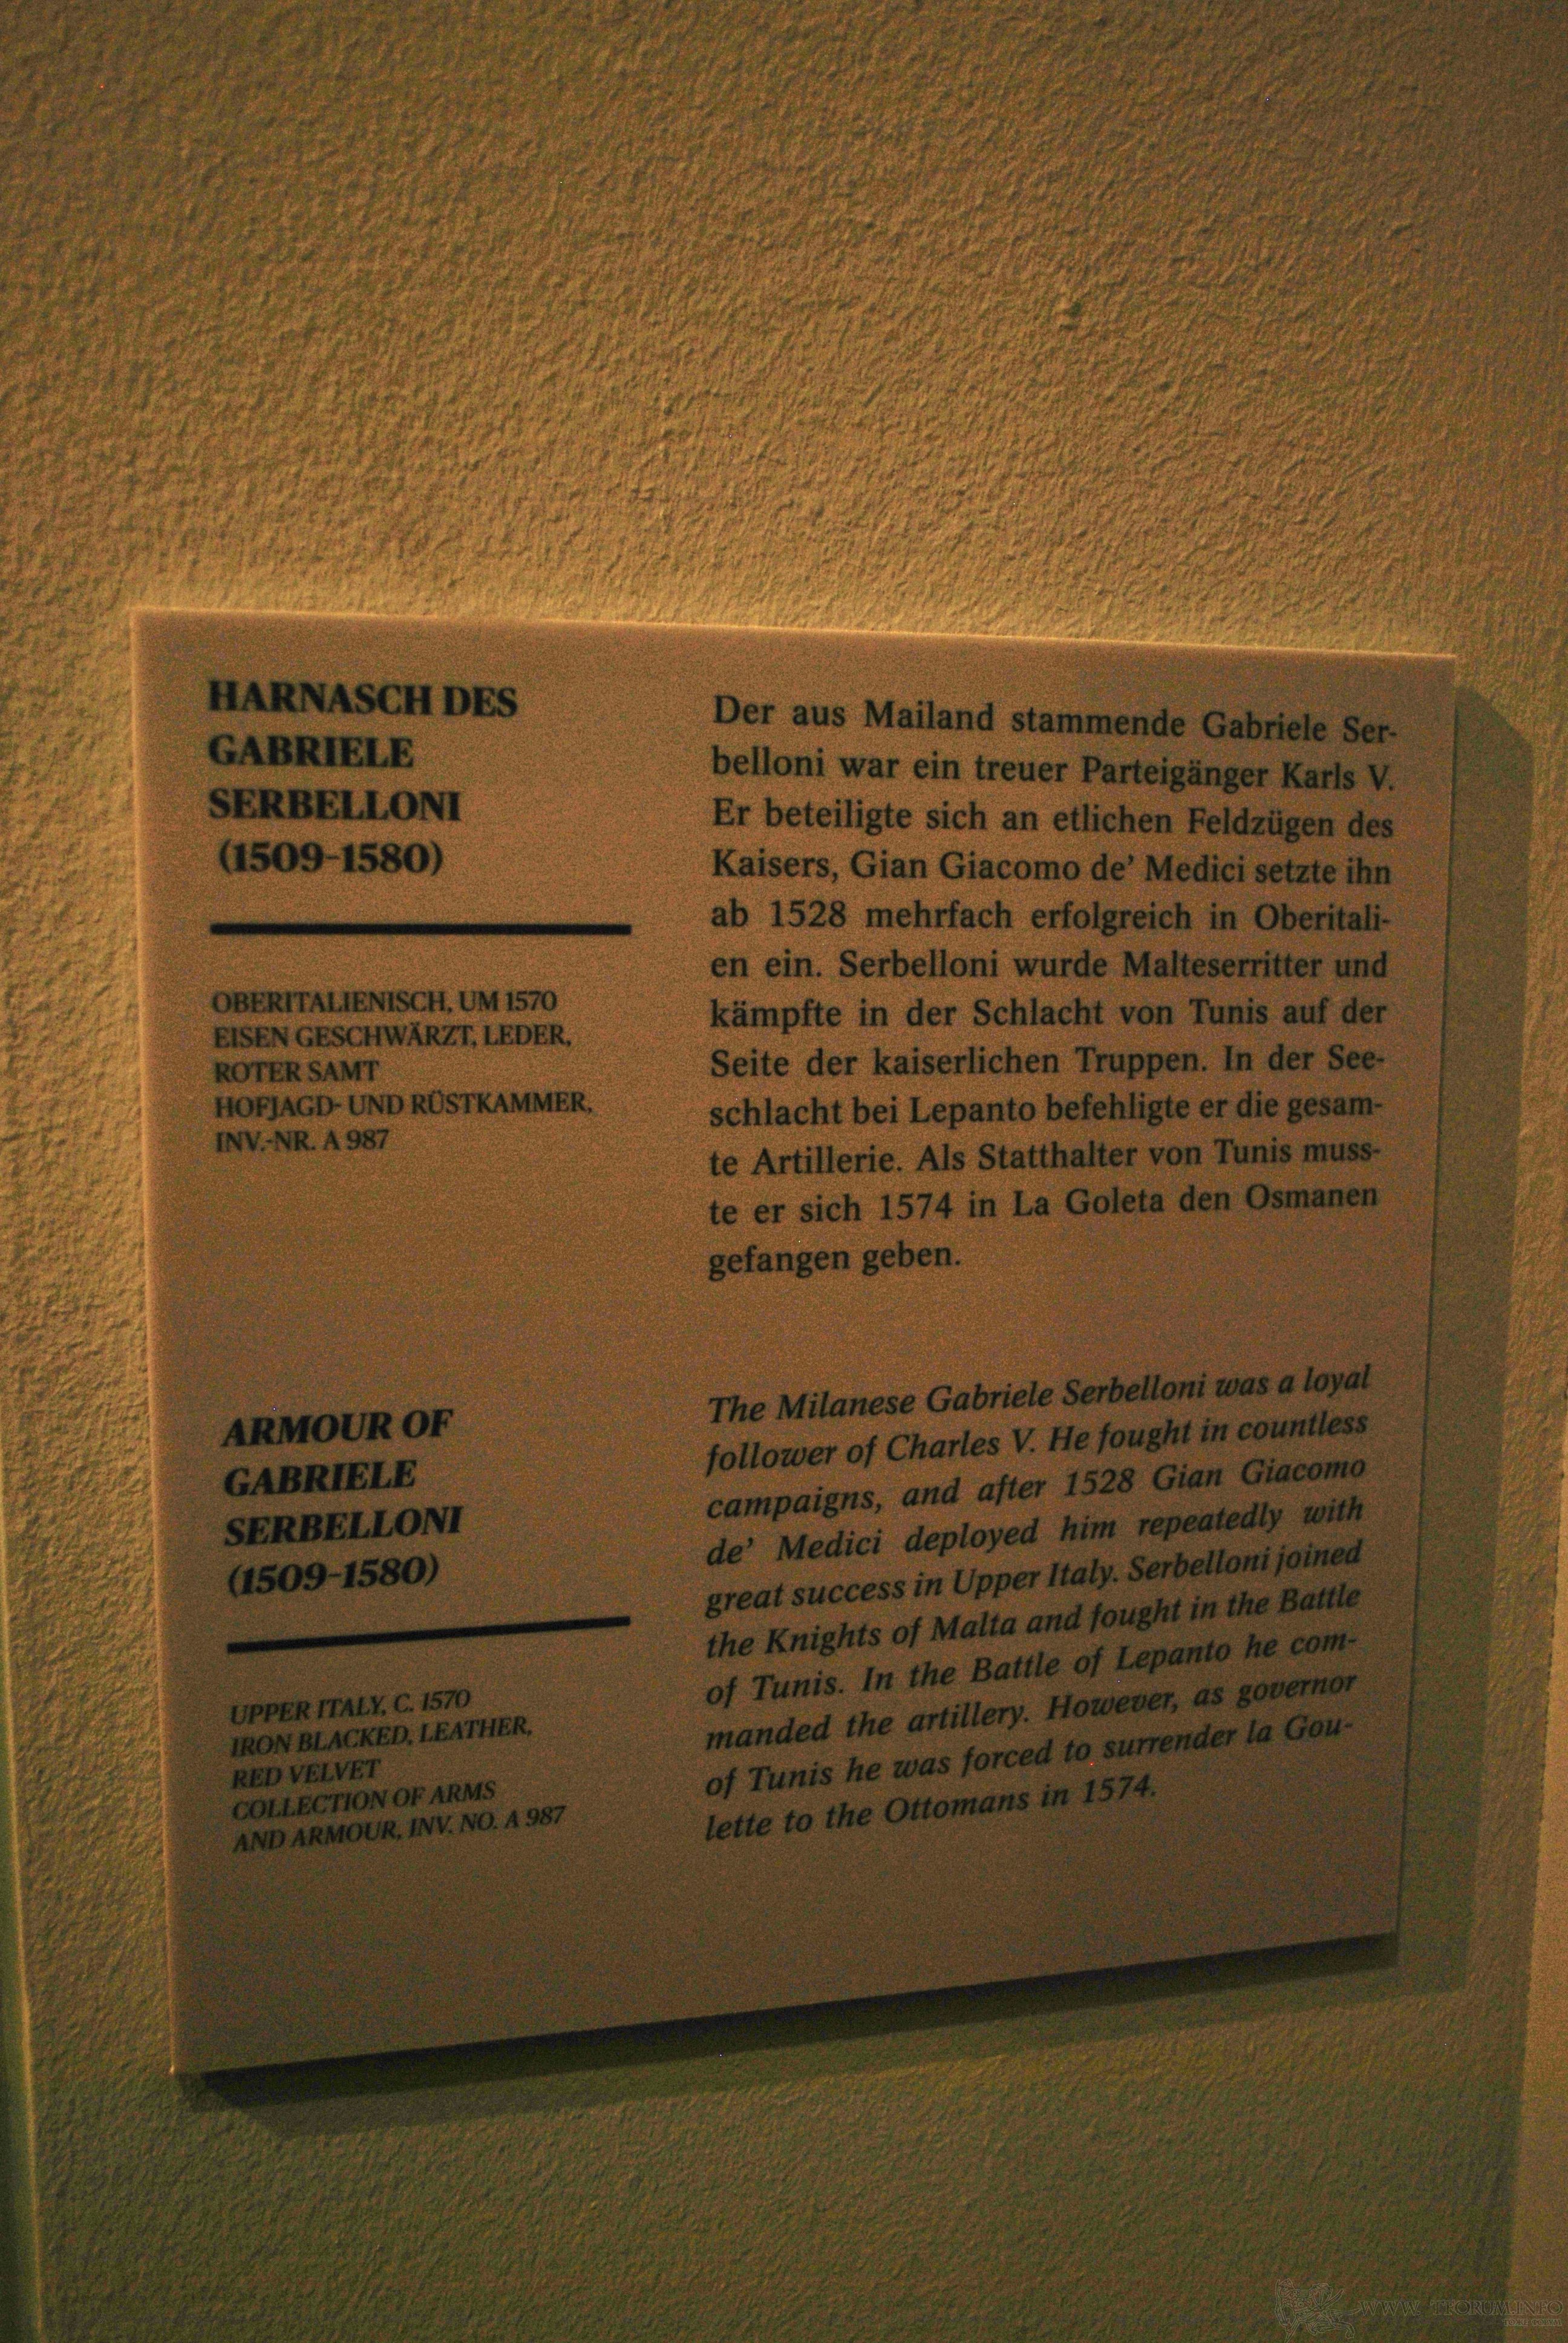 HARNASCH DES
GABRIELE
SERBELLONI
(1509-1580)
OBERITALIENISCH, UM 1570
EISEN GESCHWÄRZT, LEDER,
ROTER SAMT
HOFJAGD- UND RÜSTKAMMER,
INV.-NR. A 987
Der aus Mailand stammende Gabriele Ser-
belloni war ein treuer Parteigänger Karls V.
Er beteiligte sich an etlichen Feldzügen des
Kaisers, Gian Giacomo de’ Medici setzte ihn
ab 1528 mehrfach erfolgreich in Oberitali-
en ein. Serbelloni wurde Malteserritter und
kämpfte in der Schlacht von Tunis auf der
Seite der kaiserlichen Truppen. In der See-
schlacht bei Lepanto befehligte er die gesam-
te Artillerie. Als Statthalter von Tunis muss-
te er sich 1574 in La Goleta den Osmanen
gefangen geben.
ARMOUR OF
GABRIELE
SERBELLONI
(1509-1580)
UPPER ITALY, C. 1570
IRON BLACKED, LEATHER,
RED VELVET
COLLECTION OF ARMS
AND ARMOUR, INV. NO. A 987
The Milanese Gabriele Serbelloni was a loyal
follower of Charles V. He fought in countless
campaigns, and after 1528 Gian Giacomo
de’ Medici deployed him repeatedly with
great success in Upper Italy. Serbelloni joined
the Knights of Malta and fought in the Battle
of Tunis. In the Battle of Lepanto he com-
manded the artillery. However, as governor
of Tunis he was forced to surrender la Gou-
lette to the Ottomans in 1574.
WWW